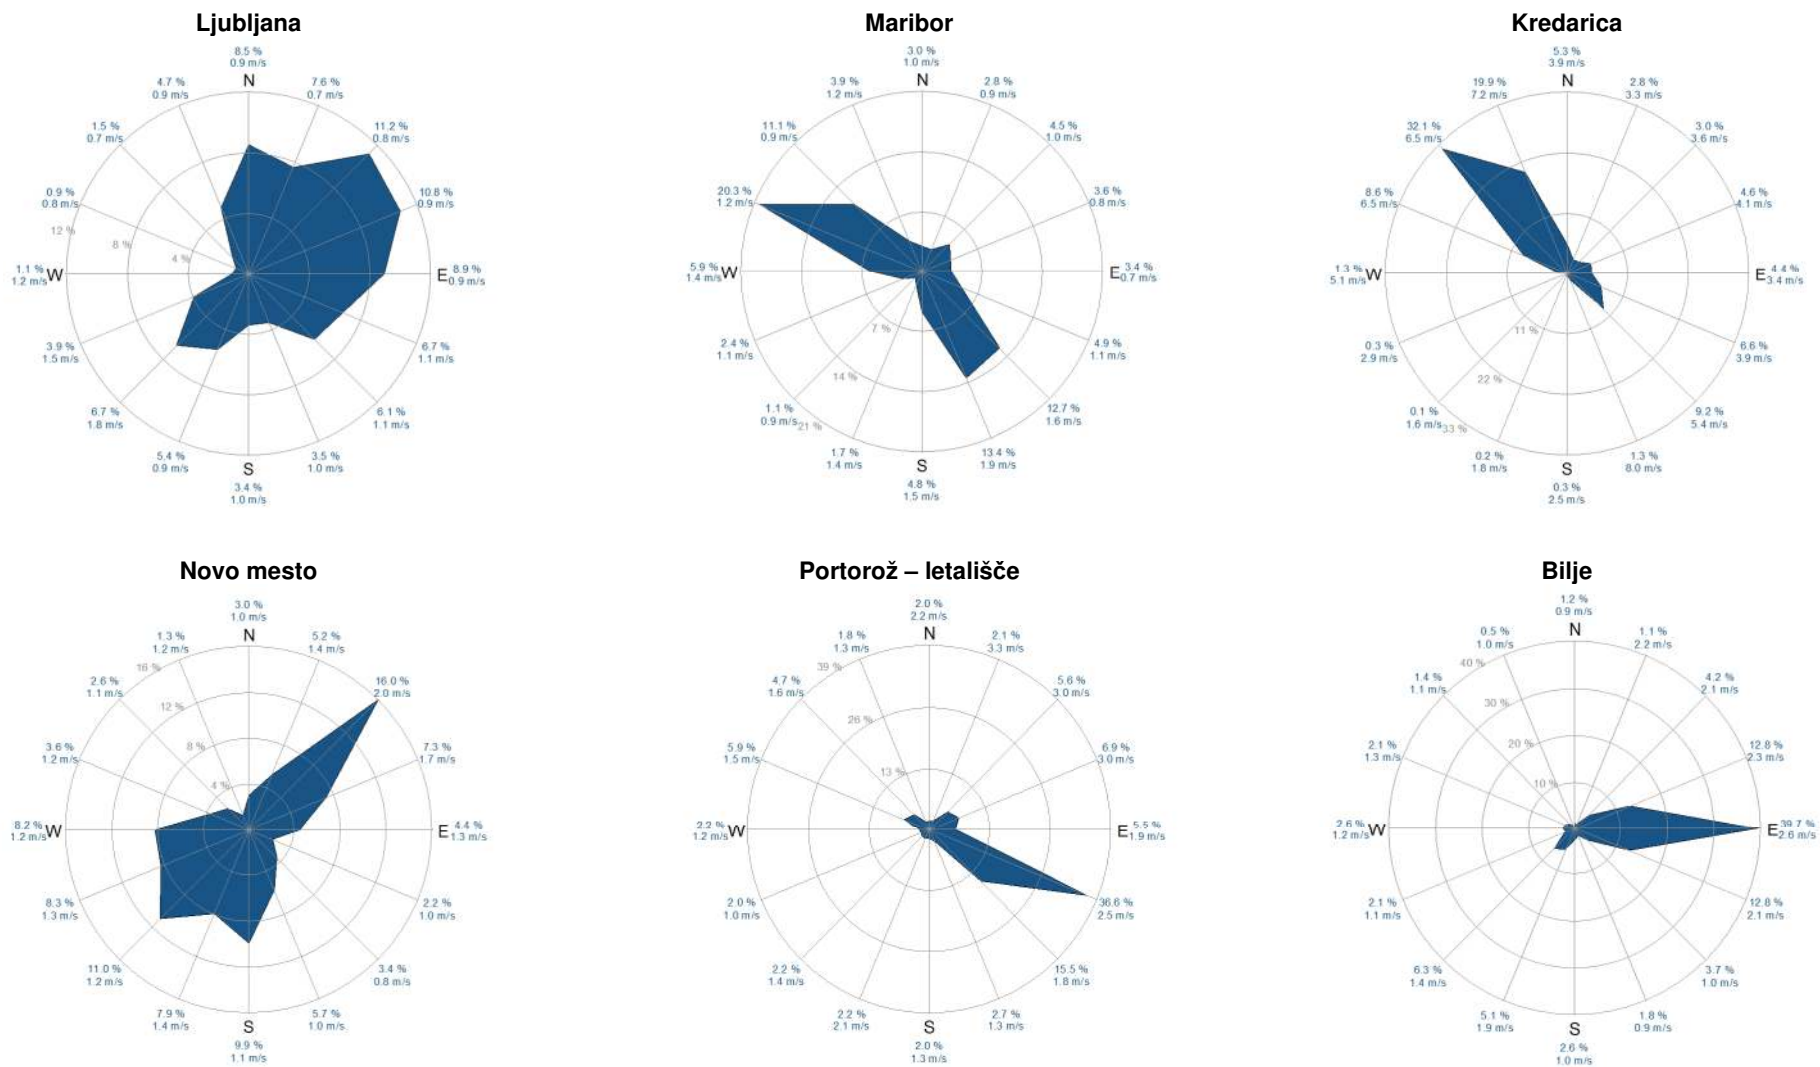 Ljubljana
8.5 %
0.9 m/s
N
4.7 %
0.9 m/s
7.6 %
0.7 m/s
1.5 %
0.7 m/s
11.2 %
0.8 m/s
0.9 %
0.8 m/s
10.8 %
0.9 m/s
12 %
8 %
4 %
1.1 %
1.2 m/s
W
E
8.9 %
0.9 m/s
3.9 %
1.5 m/s
6.7 %
1.1 m/s
6.7 %
1.8 m/s
6.1 %
1.1 m/s
5.4 %
0.9 m/s
3.5 %
1.0 m/s
S
3.4 %
1.0 m/s
Maribor
3.0 %
1.0 m/s
N
3.9 %
1.2 m/s
2.8 %
0.9 m/s
11.1 %
0.9 m/s
4.5 %
1.0 m/s
20.3 %
1.2 m/s
3.6 %
0.8 m/s
5.9 %
1.4 m/s
W
E
3.4 %
0.7 m/s
7 %
14 %
21 %
2.4 %
1.1 m/s
4.9 %
1.1 m/s
1.1 %
0.9 m/s
12.7 %
1.6 m/s
1.7 %
1.4 m/s
13.4 %
1.9 m/s
S
4.8 %
1.5 m/s
Kredarica
5.3 %
3.9 m/s
N
19.9 %
7.2 m/s
2.8 %
3.3 m/s
32.1 %
6.5 m/s
3.0 %
3.6 m/s
8.6 %
6.5 m/s
4.6 %
4.1 m/s
1.3 %
5.1 m/s
W
E
4.4 %
3.4 m/s
11 %
22 %
33 %
0.3 %
2.9 m/s
6.6 %
3.9 m/s
0.1 %
1.6 m/s
9.2 %
5.4 m/s
0.2 %
1.8 m/s
1.3 %
8.0 m/s
S
0.3 %
2.5 m/s
Novo mesto
3.0 %
1.0 m/s
N
1.3 %
1.2 m/s
5.2 %
1.4 m/s
16 %
12 %
8 %
4 %
2.6 %
1.1 m/s
16.0 %
2.0 m/s
3.6 %
1.2 m/s
7.3 %
1.7 m/s
8.2 %
1.2 m/s
W
E
4.4 %
1.3 m/s
8.3 %
1.3 m/s
2.2 %
1.0 m/s
11.0 %
1.2 m/s
3.4 %
0.8 m/s
7.9 %
1.4 m/s
5.7 %
1.0 m/s
S
9.9 %
1.1 m/s
Portorož – letališče
2.0 %
2.2 m/s
N
1.8 %
1.3 m/s
2.1 %
3.3 m/s
39 %
26 %
13 %
4.7 %
1.6 m/s
5.6 %
3.0 m/s
5.9 %
1.5 m/s
6.9 %
3.0 m/s
2.2 %
1.2 m/s
W
E
5.5 %
1.9 m/s
2.0 %
1.0 m/s
36.6 %
2.5 m/s
2.2 %
1.4 m/s
15.5 %
1.8 m/s
2.2 %
2.1 m/s
2.7 %
1.3 m/s
S
2.0 %
1.3 m/s
Bilje
1.2 %
0.9 m/s
N
0.5 %
1.0 m/s
1.1 %
2.2 m/s
40 %
30 %
20 %
10 %
1.4 %
1.1 m/s
4.2 %
2.1 m/s
2.1 %
1.3 m/s
12.8 %
2.3 m/s
2.6 %
1.2 m/s
W
E
39.7 %
2.6 m/s
2.1 %
1.1 m/s
12.8 %
2.1 m/s
6.3 %
1.4 m/s
3.7 %
1.0 m/s
5.1 %
1.9 m/s
1.8 %
0.9 m/s
S
2.6 %
1.0 m/s